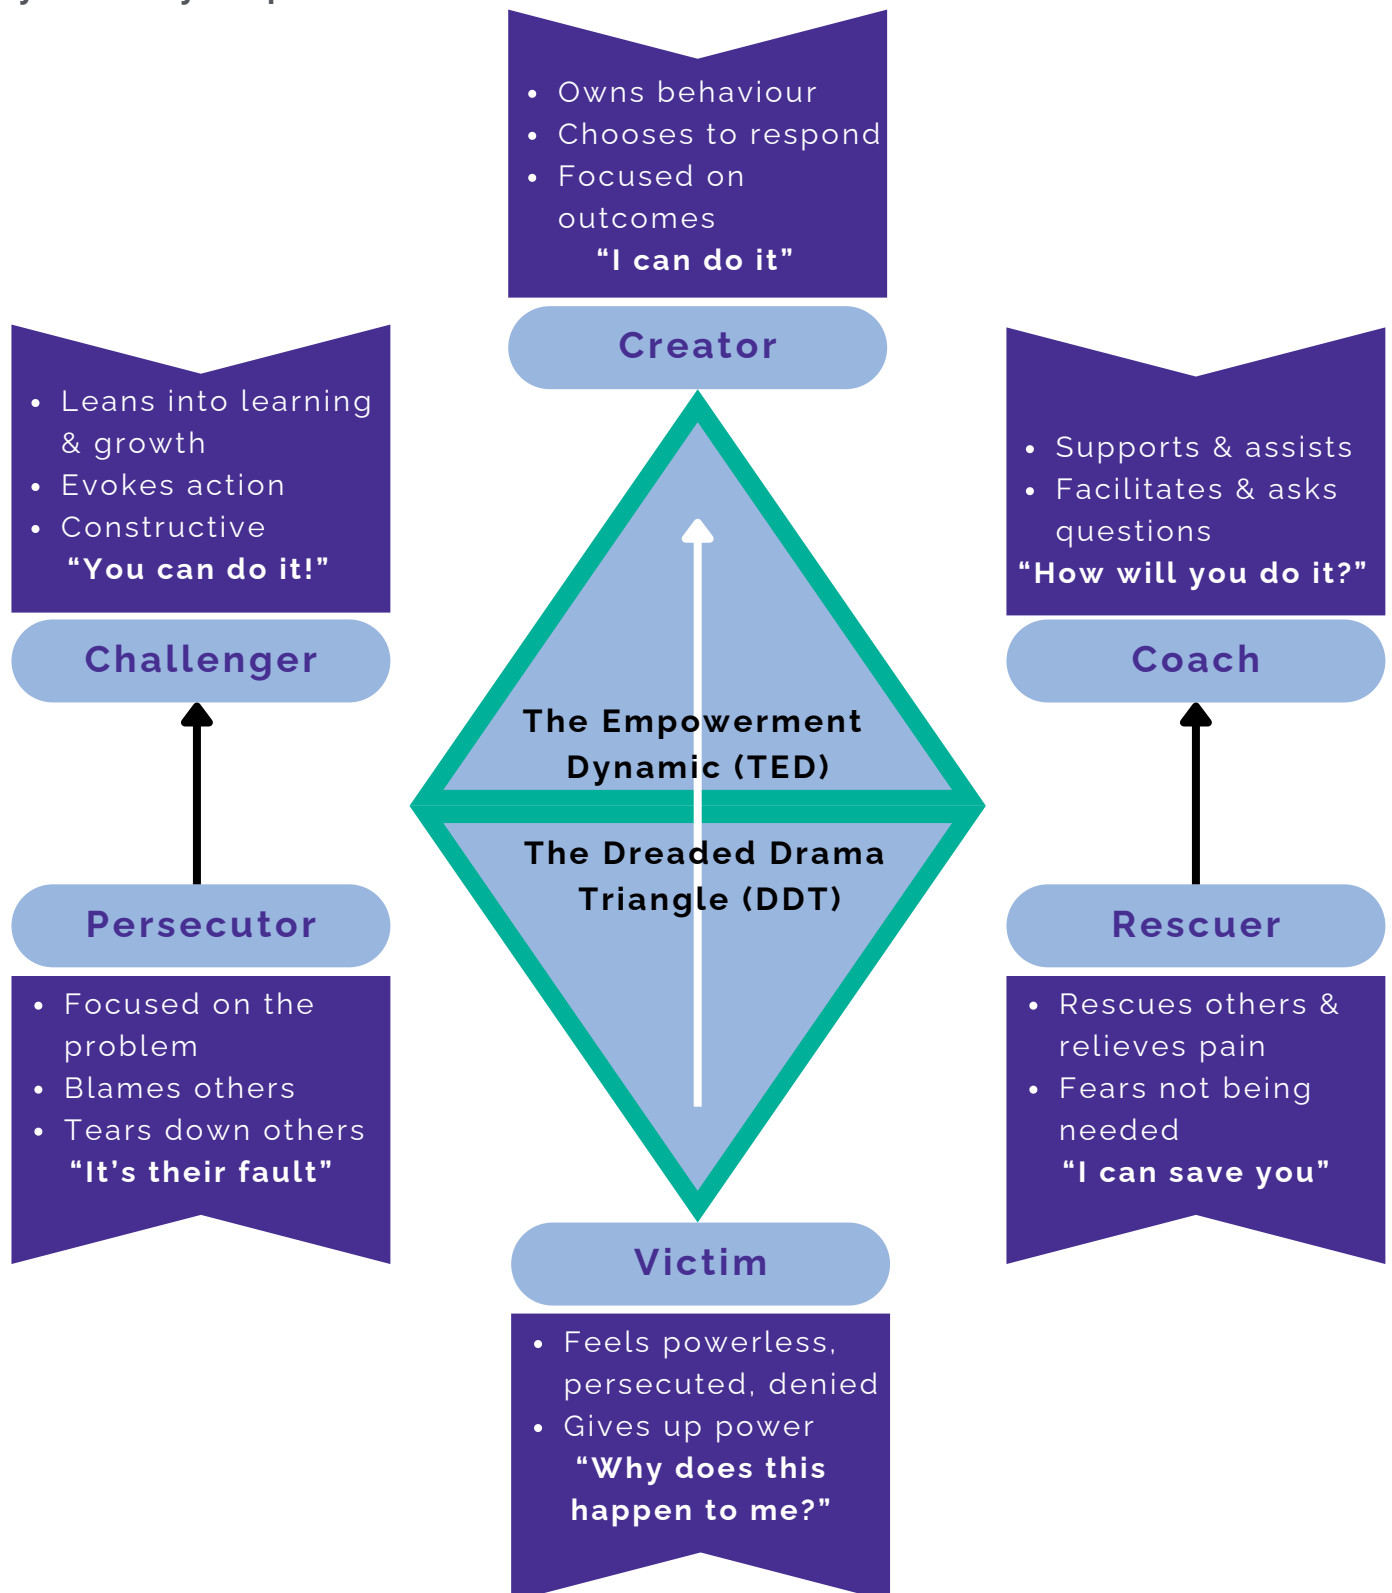 • Owns behaviour
• Chooses to respond
• Focused on
outcomes
“I can do it”
Creator
• Leans into learning
& growth
• Evokes action
• Constructive
“You can do it!”
Challenger
• Supports & assists
• Facilitates & asks
questions
“How will you do it?”
Coach
The Empowerment
Dynamic (TED)
The Dreaded Drama
Triangle (DDT)
Persecutor
• Focused on the
problem
• Blames others
• Tears down others
“It’s their fault”
Rescuer
• Rescues others &
relieves pain
• Fears not being
needed
“I can save you”
Victim
• Feels powerless,
persecuted, denied
• Gives up power
“Why does this
happen to me?”